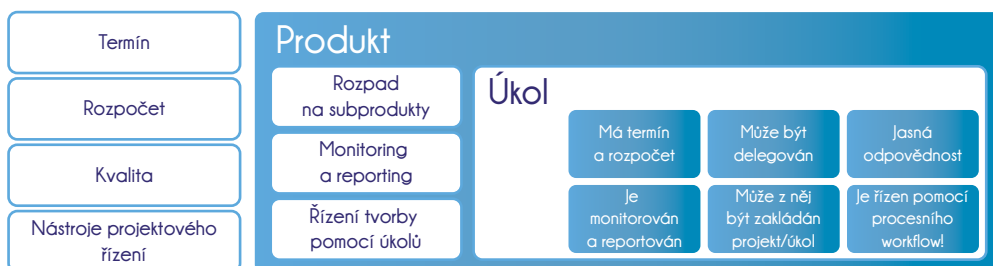 Termín
Rozpočet
Kvalita
Nástroje projektového
řízení
Produkt
Rozpad
na subprodukty
Monitoring
a reporting
Řízení tvorby
pomocí úkolů
Úkol
Má termín
a rozpočet
Může být
delegován
Jasná
odpovědnost
Je
monitorován
a reportován
Může z něj
být zakládán
projekt/úkol
Je řízen pomocí
procesního
workflow!